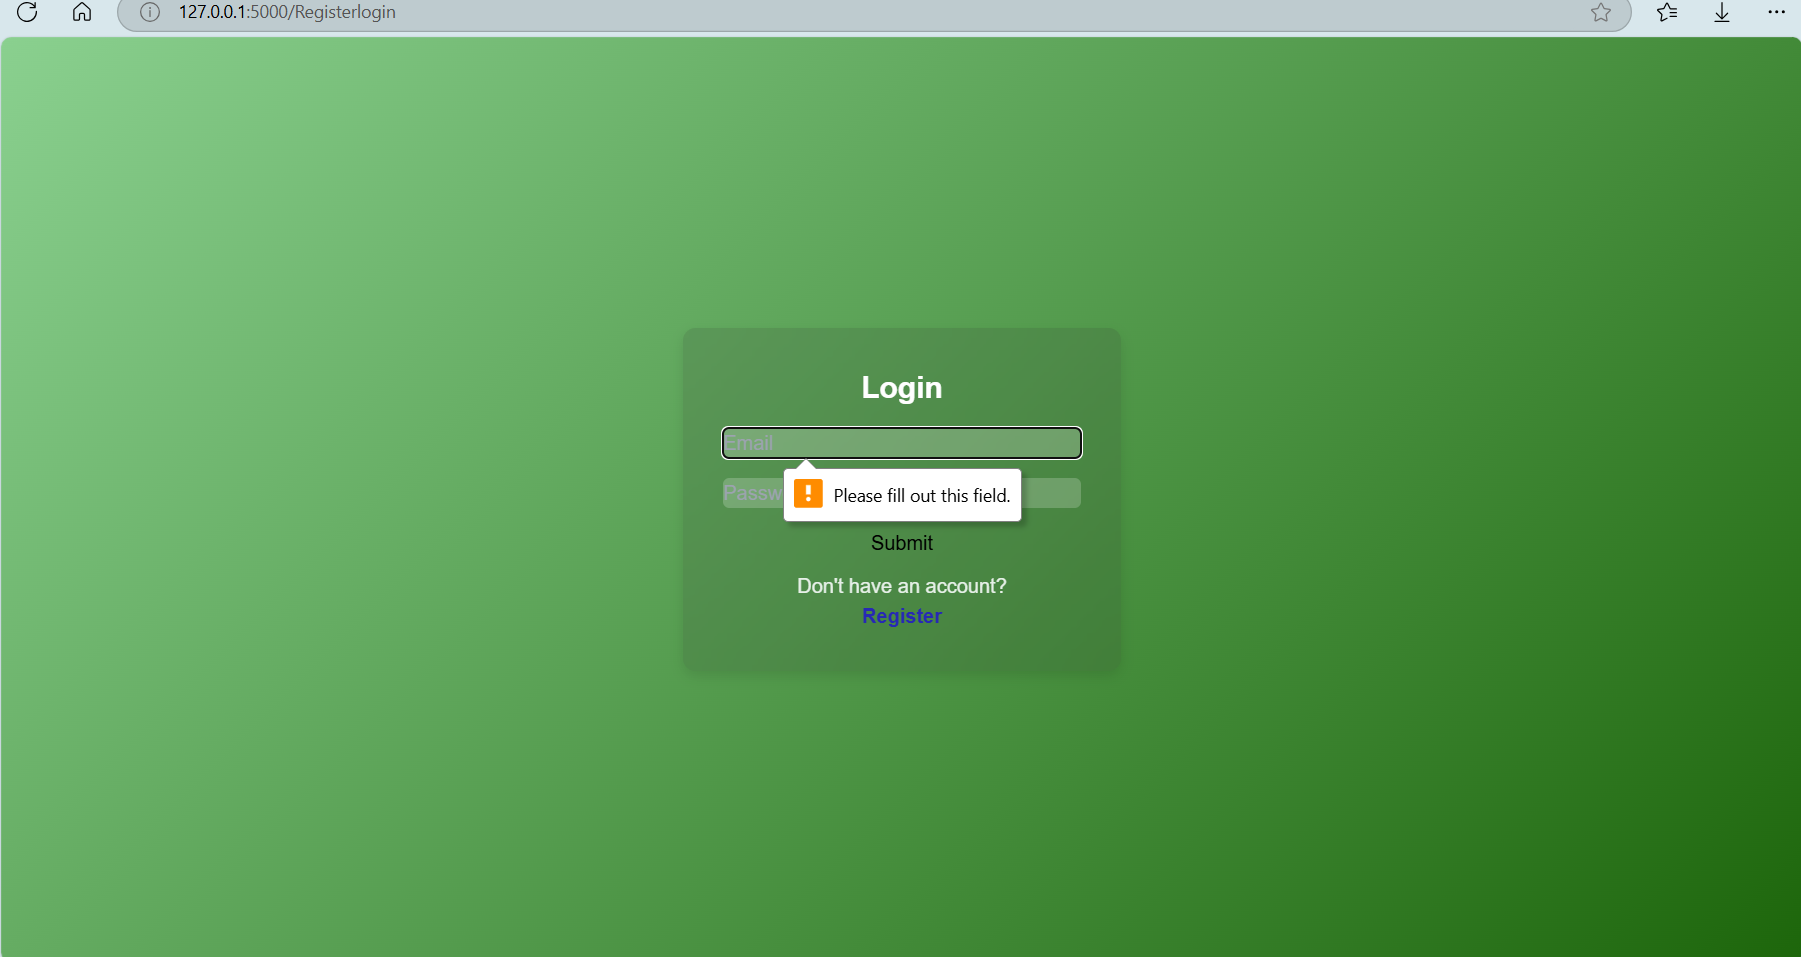 127.0.0.1:5000/Registerlogin
Login
Email
Passw
Please fill out this field.
Submit
Don't have an account?
Register